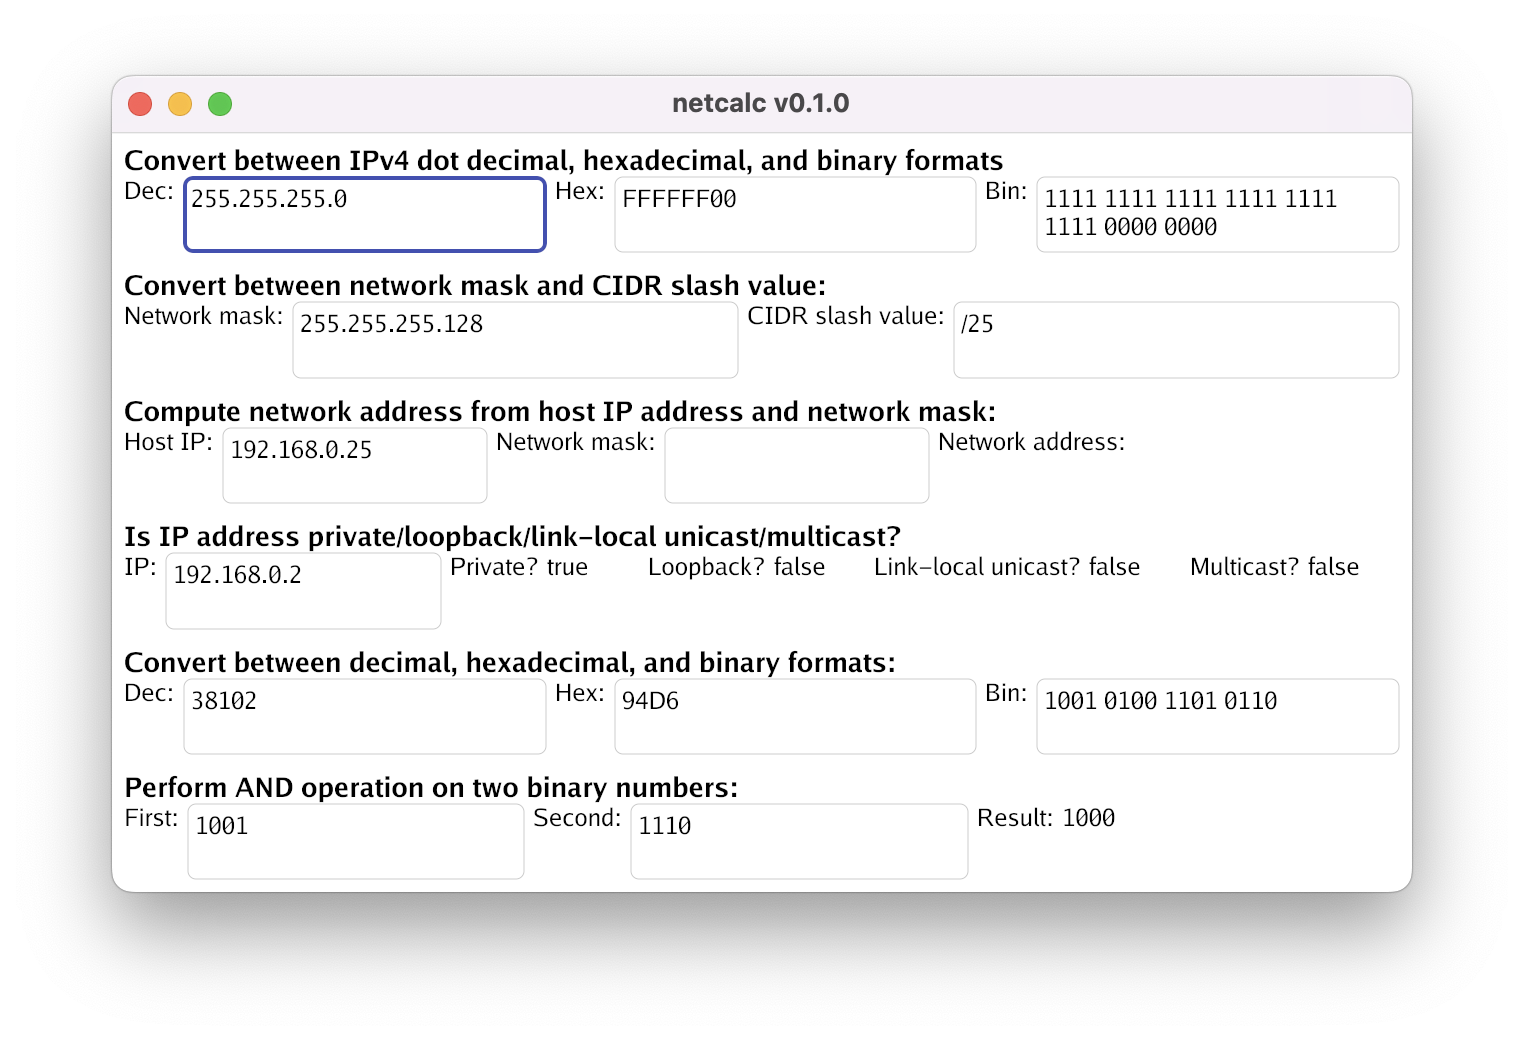 netcalc v0.1.0
Convert between IPv4 dot decimal, hexadecimal, and binary formats
Dec: 255.255.255.0 Hex: FFFFFF00 Bin: 1111 1111 1111 1111 1111
1111 0000 0000
Convert between network mask and CIDR slash value:
Network mask: 255.255.255.128 CIDR slash value: /25
Compute network address from host IP address and network mask:
Host IP: 192.168.0.25 Network mask: Network address:
Is IP address private/loopback/link-local unicast/multicast?
IP: 192.168.0.2 Private? true Loopback? false Link-local unicast? false Multicast? false
Convert between decimal, hexadecimal, and binary formats:
Dec: 38102 Hex: 94D6 Bin: 1001 0100 1101 0110
Perform AND operation on two binary numbers:
First: 1001 Second: 1110 Result: 1000